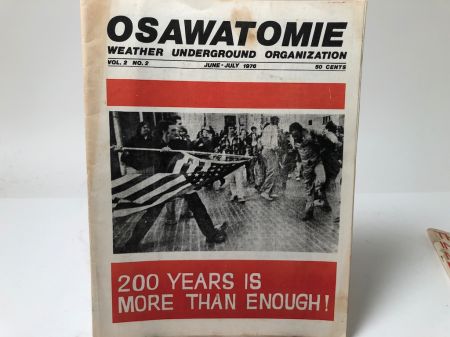 OSAWATOMIE
WEATHER UNDERGROUND ORGANIZATION
VOL. 2 NO. 2 JUNE-JULY 1976 50 CENTS
200 YEARS IS
MORE THAN ENOUGH!